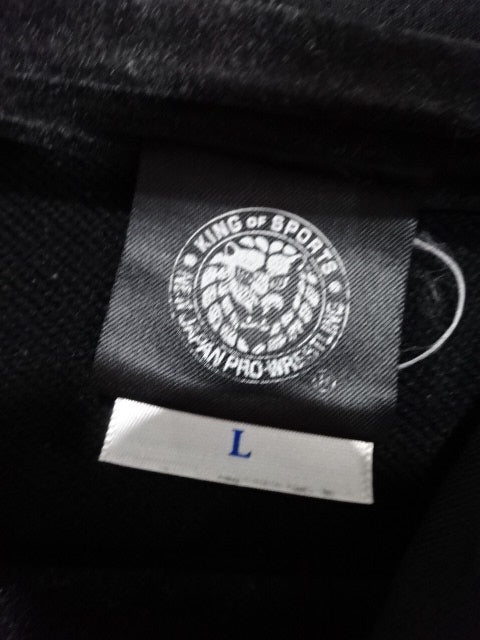 KING OF SPORTS
NEW JAPAN PRO-WRESTLING
L